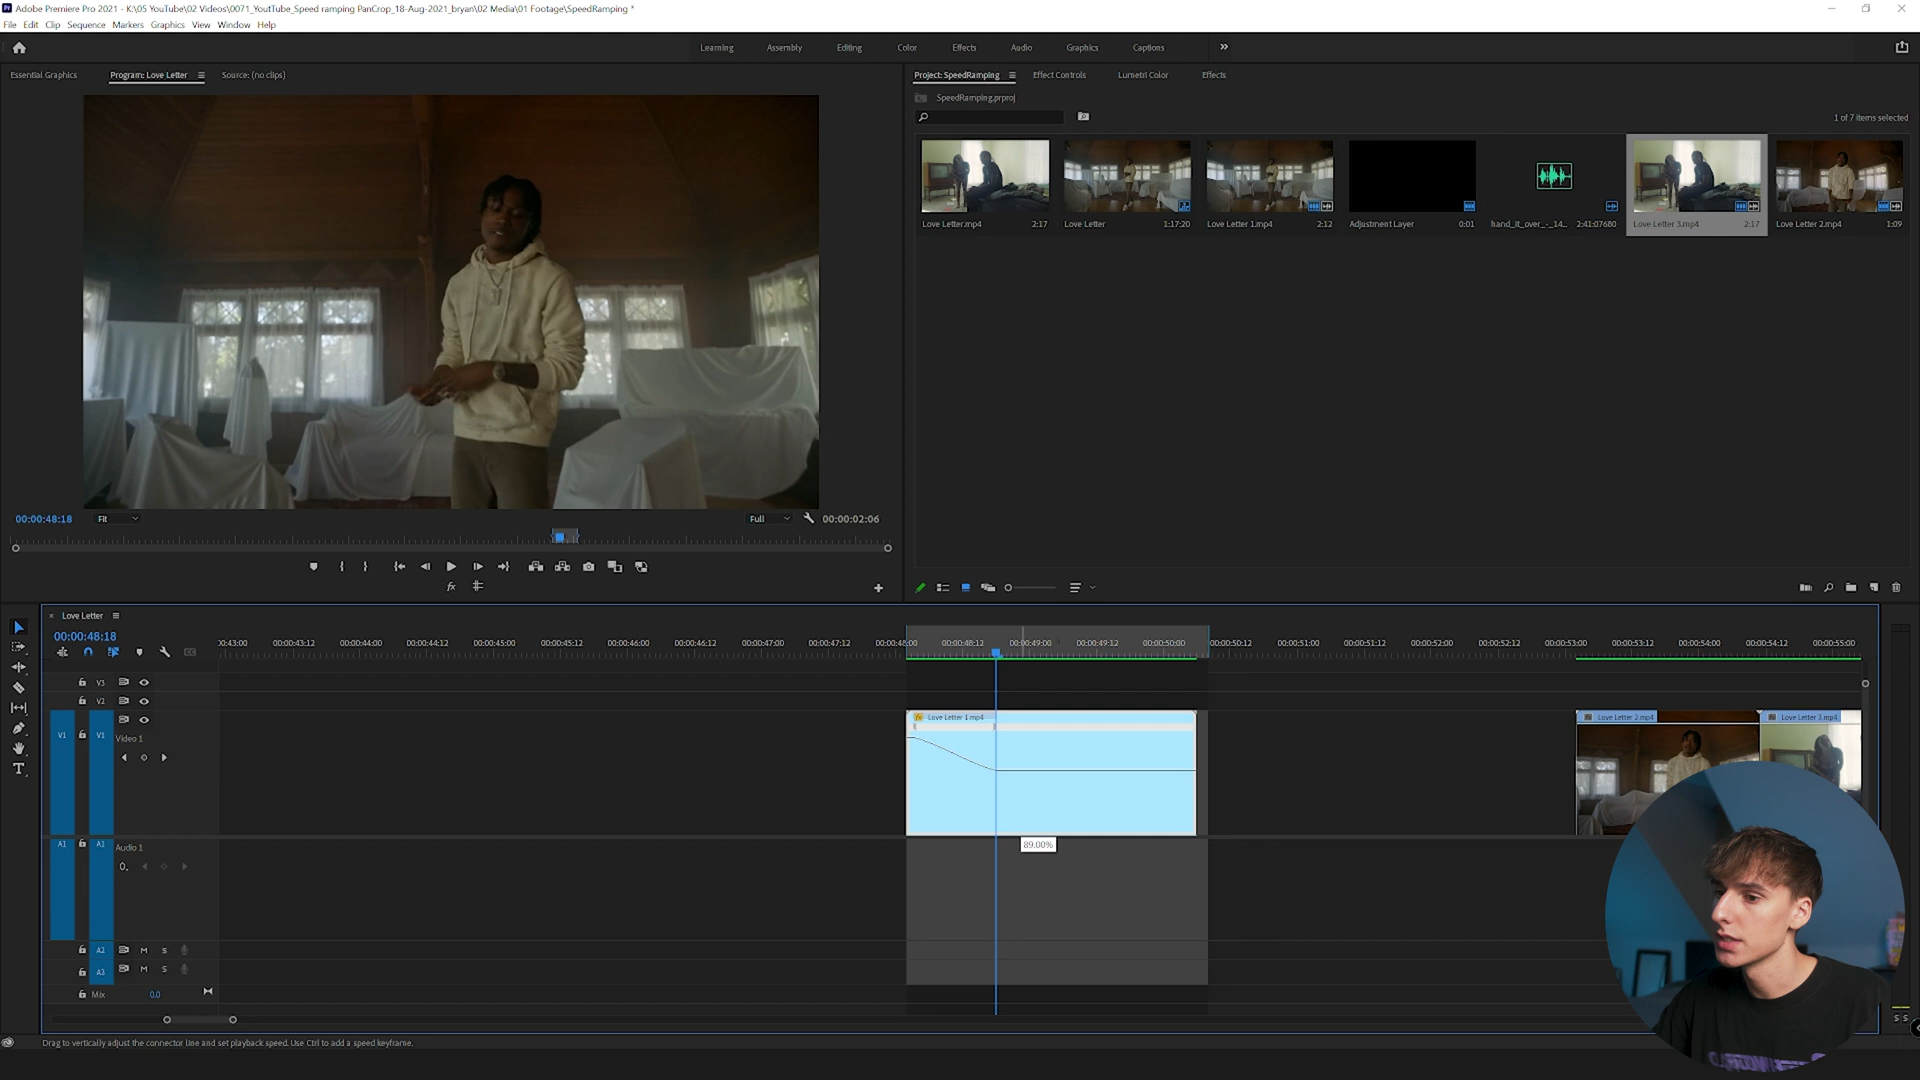 Adobe Premiere Pro 2021 - K:\05 YouTube\02 Videos\0071_YoutTube_Speed ramping PanCrop_18-Aug-2021_bryan\02 Media\01 Footage\SpeedRamping *
File Edit Clip Sequence Markers Graphics View Window Help
Learning Assembly Editing Color Effects Audio Graphics Captions
Essential Graphics Program: Love Letter Source: (no clips)
Project: SpeedRamping Effect Controls Lumetri Color Effects
SpeedRamping.prproj
1 of 7 items selected
Love Letter.mp4 2:17
Love Letter 1:17:20
Love Letter 1.mp4 2:12
Adjustment Layer 0:01
hand_it_over_-_14... 2:41:07680
Love Letter 3.mp4 2:17
Love Letter 2.mp4 1:09
00:00:48:18 Fit Full 00:00:02:06
Love Letter
00:00:48:18
:00:43:00 00:00:43:12 00:00:44:00 00:00:44:12 00:00:45:00 00:00:45:12 00:00:46:00 00:00:46:12 00:00:47:00 00:00:47:12 00:00:48:00 00:00:48:12 00:00:49:00 00:00:49:12 00:00:50:00 00:00:50:12 00:00:51:00 00:00:51:12 00:00:52:00 00:00:52:12 00:00:53:00 00:00:53:12 00:00:54:00 00:00:54:12 00:00:55:00
V3
V2
Love Letter 1.mp4 Love Letter 2.mp4 Love Letter 3.mp4
V1 V1 Video 1
A1 A1 Audio 1
89.00%
A2 M S
A3 M S
Mix 0.0
S S
Drag to vertically adjust the connector line and set playback speed. Use Ctrl to add a speed keyframe.